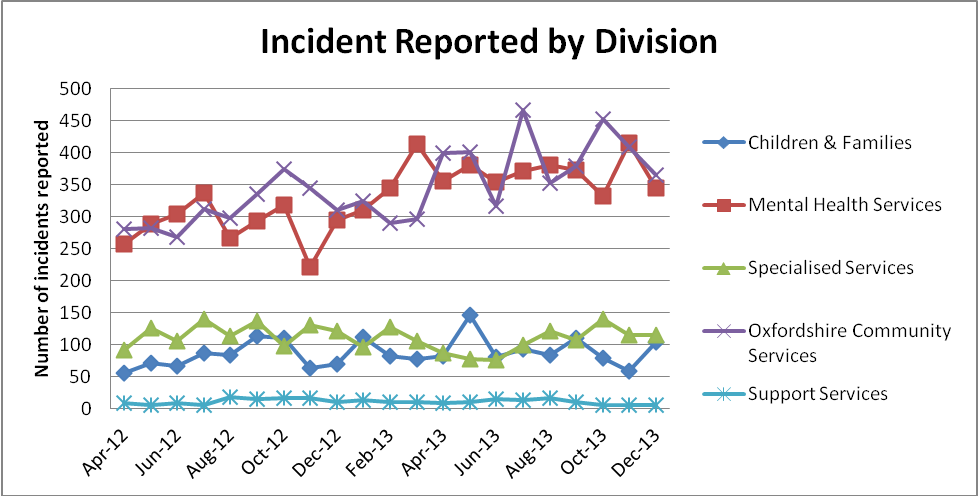 Incident Reported by Division
Number of incidents reported
500
450
400
350
300
250
200
150
100
50
0
Apr-12
Jun-12
Aug-12
Oct-12
Dec-12
Feb-13
Apr-13
Jun-13
Aug-13
Oct-13
Dec-13
Children & Families
Mental Health Services
Specialised Services
Oxfordshire Community
Services
Support Services